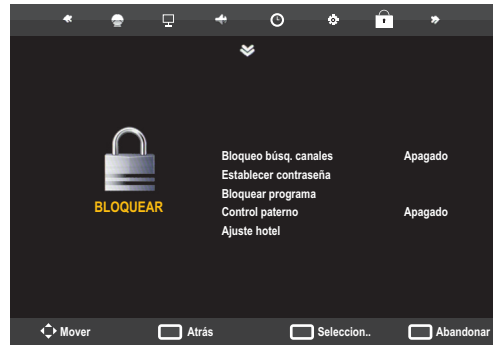 Bloqueo búsq. canales Apagado
Establecer contraseña
Bloquear programa
Control paterno Apagado
Ajuste hotel
BLOQUEAR
Mover Atrás Seleccion.. Abandonar